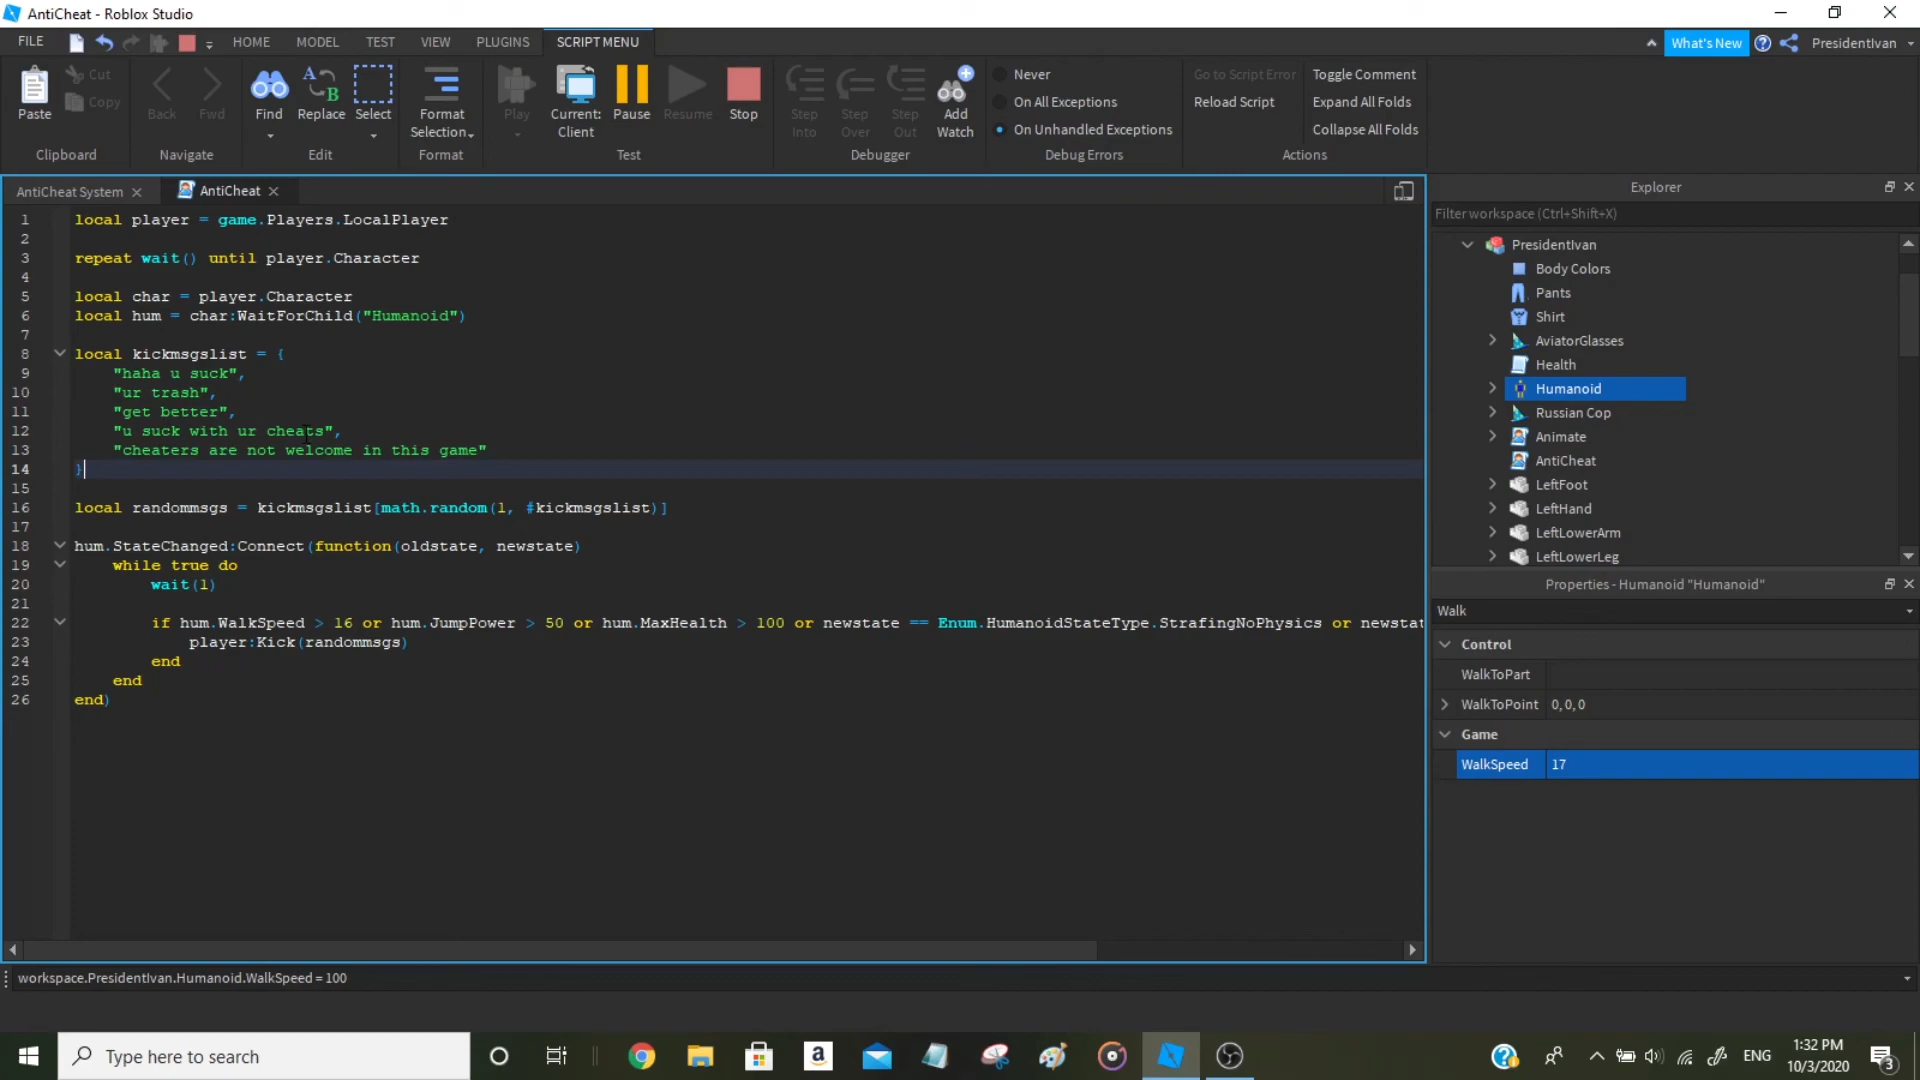 AntiCheat - Roblox Studio
FILE HOME MODEL TEST VIEW PLUGINS SCRIPT MENU What's New PresidentIvan
Paste Cut Copy Back Fwd Find Replace Select Format Selection Play Current: Client Pause Resume Stop Step Into Step Over Step Out Add Watch
Never
On All Exceptions
On Unhandled Exceptions
Go to Script Error
Reload Script
Toggle Comment
Expand All Folds
Collapse All Folds
Clipboard Navigate Edit Format Test Debugger Debug Errors Actions
AntiCheat System AntiCheat
1 local player = game.Players.LocalPlayer
2
3 repeat wait() until player.Character
4
5 local char = player.Character
6 local hum = char:WaitForChild("Humanoid")
7
8 local kickmsgslist = {
9 "haha u suck",
10 "ur trash",
11 "get better",
12 "u suck with ur cheats",
13 "cheaters are not welcome in this game"
14 }
15
16 local randommsgs = kickmsgslist[math.random(1, #kickmsgslist)]
17
18 hum.StateChanged:Connect(function(oldstate, newstate)
19 while true do
20 wait(1)
21
22 if hum.WalkSpeed > 16 or hum.JumpPower > 50 or hum.MaxHealth > 100 or newstate == Enum.HumanoidStateType.StrafingNoPhysics or newstat
23 player:Kick(randommsgs)
24 end
25 end
26 end)
Explorer
Filter workspace (Ctrl+Shift+X)
PresidentIvan
Body Colors
Pants
Shirt
AviatorGlasses
Health
Humanoid
Russian Cop
Animate
AntiCheat
LeftFoot
LeftHand
LeftLowerArm
LeftLowerLeg
Properties - Humanoid "Humanoid"
Walk
Control
WalkToPart
WalkToPoint 0, 0, 0
Game
WalkSpeed 17
workspace.PresidentIvan.Humanoid.WalkSpeed = 100
Type here to search
ENG
1:32 PM
10/3/2020
3